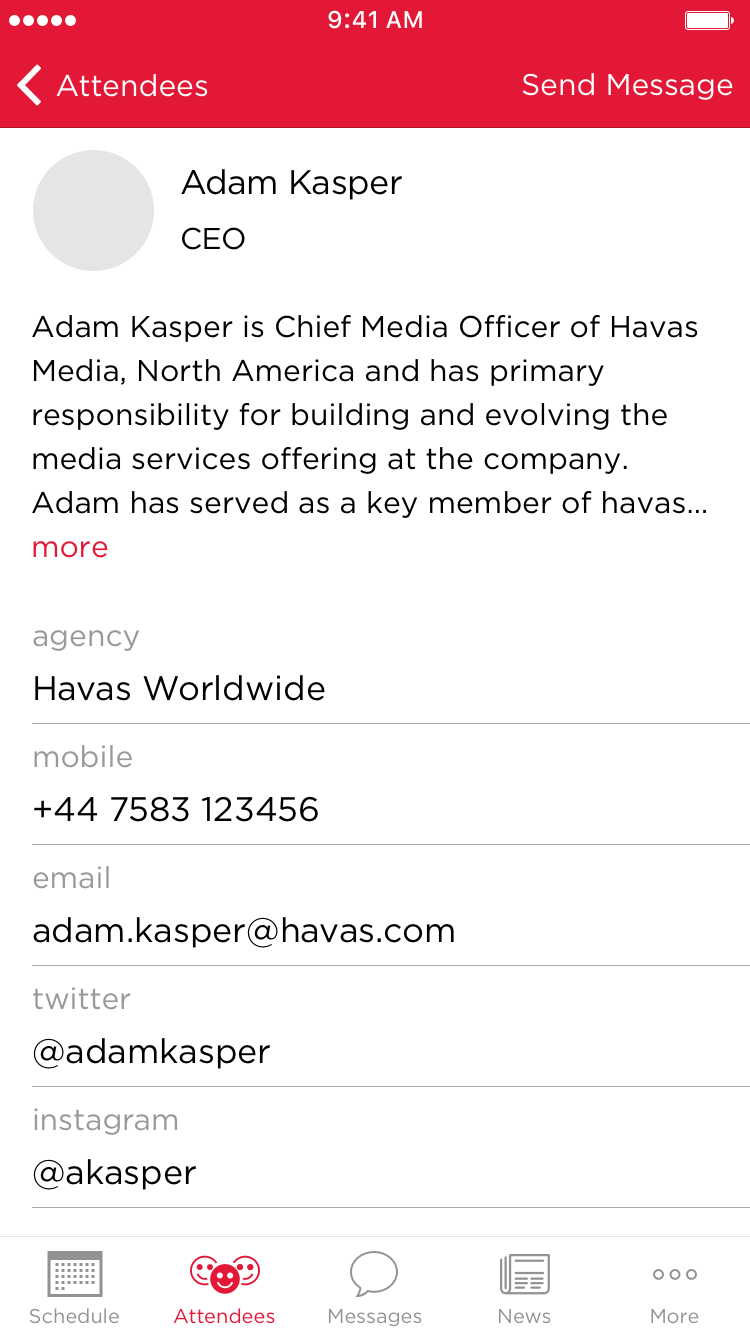 9:41 AM
Attendees
Send Message
Adam Kasper
CEO
Adam Kasper is Chief Media Officer of Havas
Media, North America and has primary
responsibility for building and evolving the
media services offering at the company.
Adam has served as a key member of havas...
more
agency
Havas Worldwide
mobile
+44 7583 123456
email
adam.kasper@havas.com
twitter
@adamkasper
instagram
@akasper
Schedule
Attendees
Messages
News
More